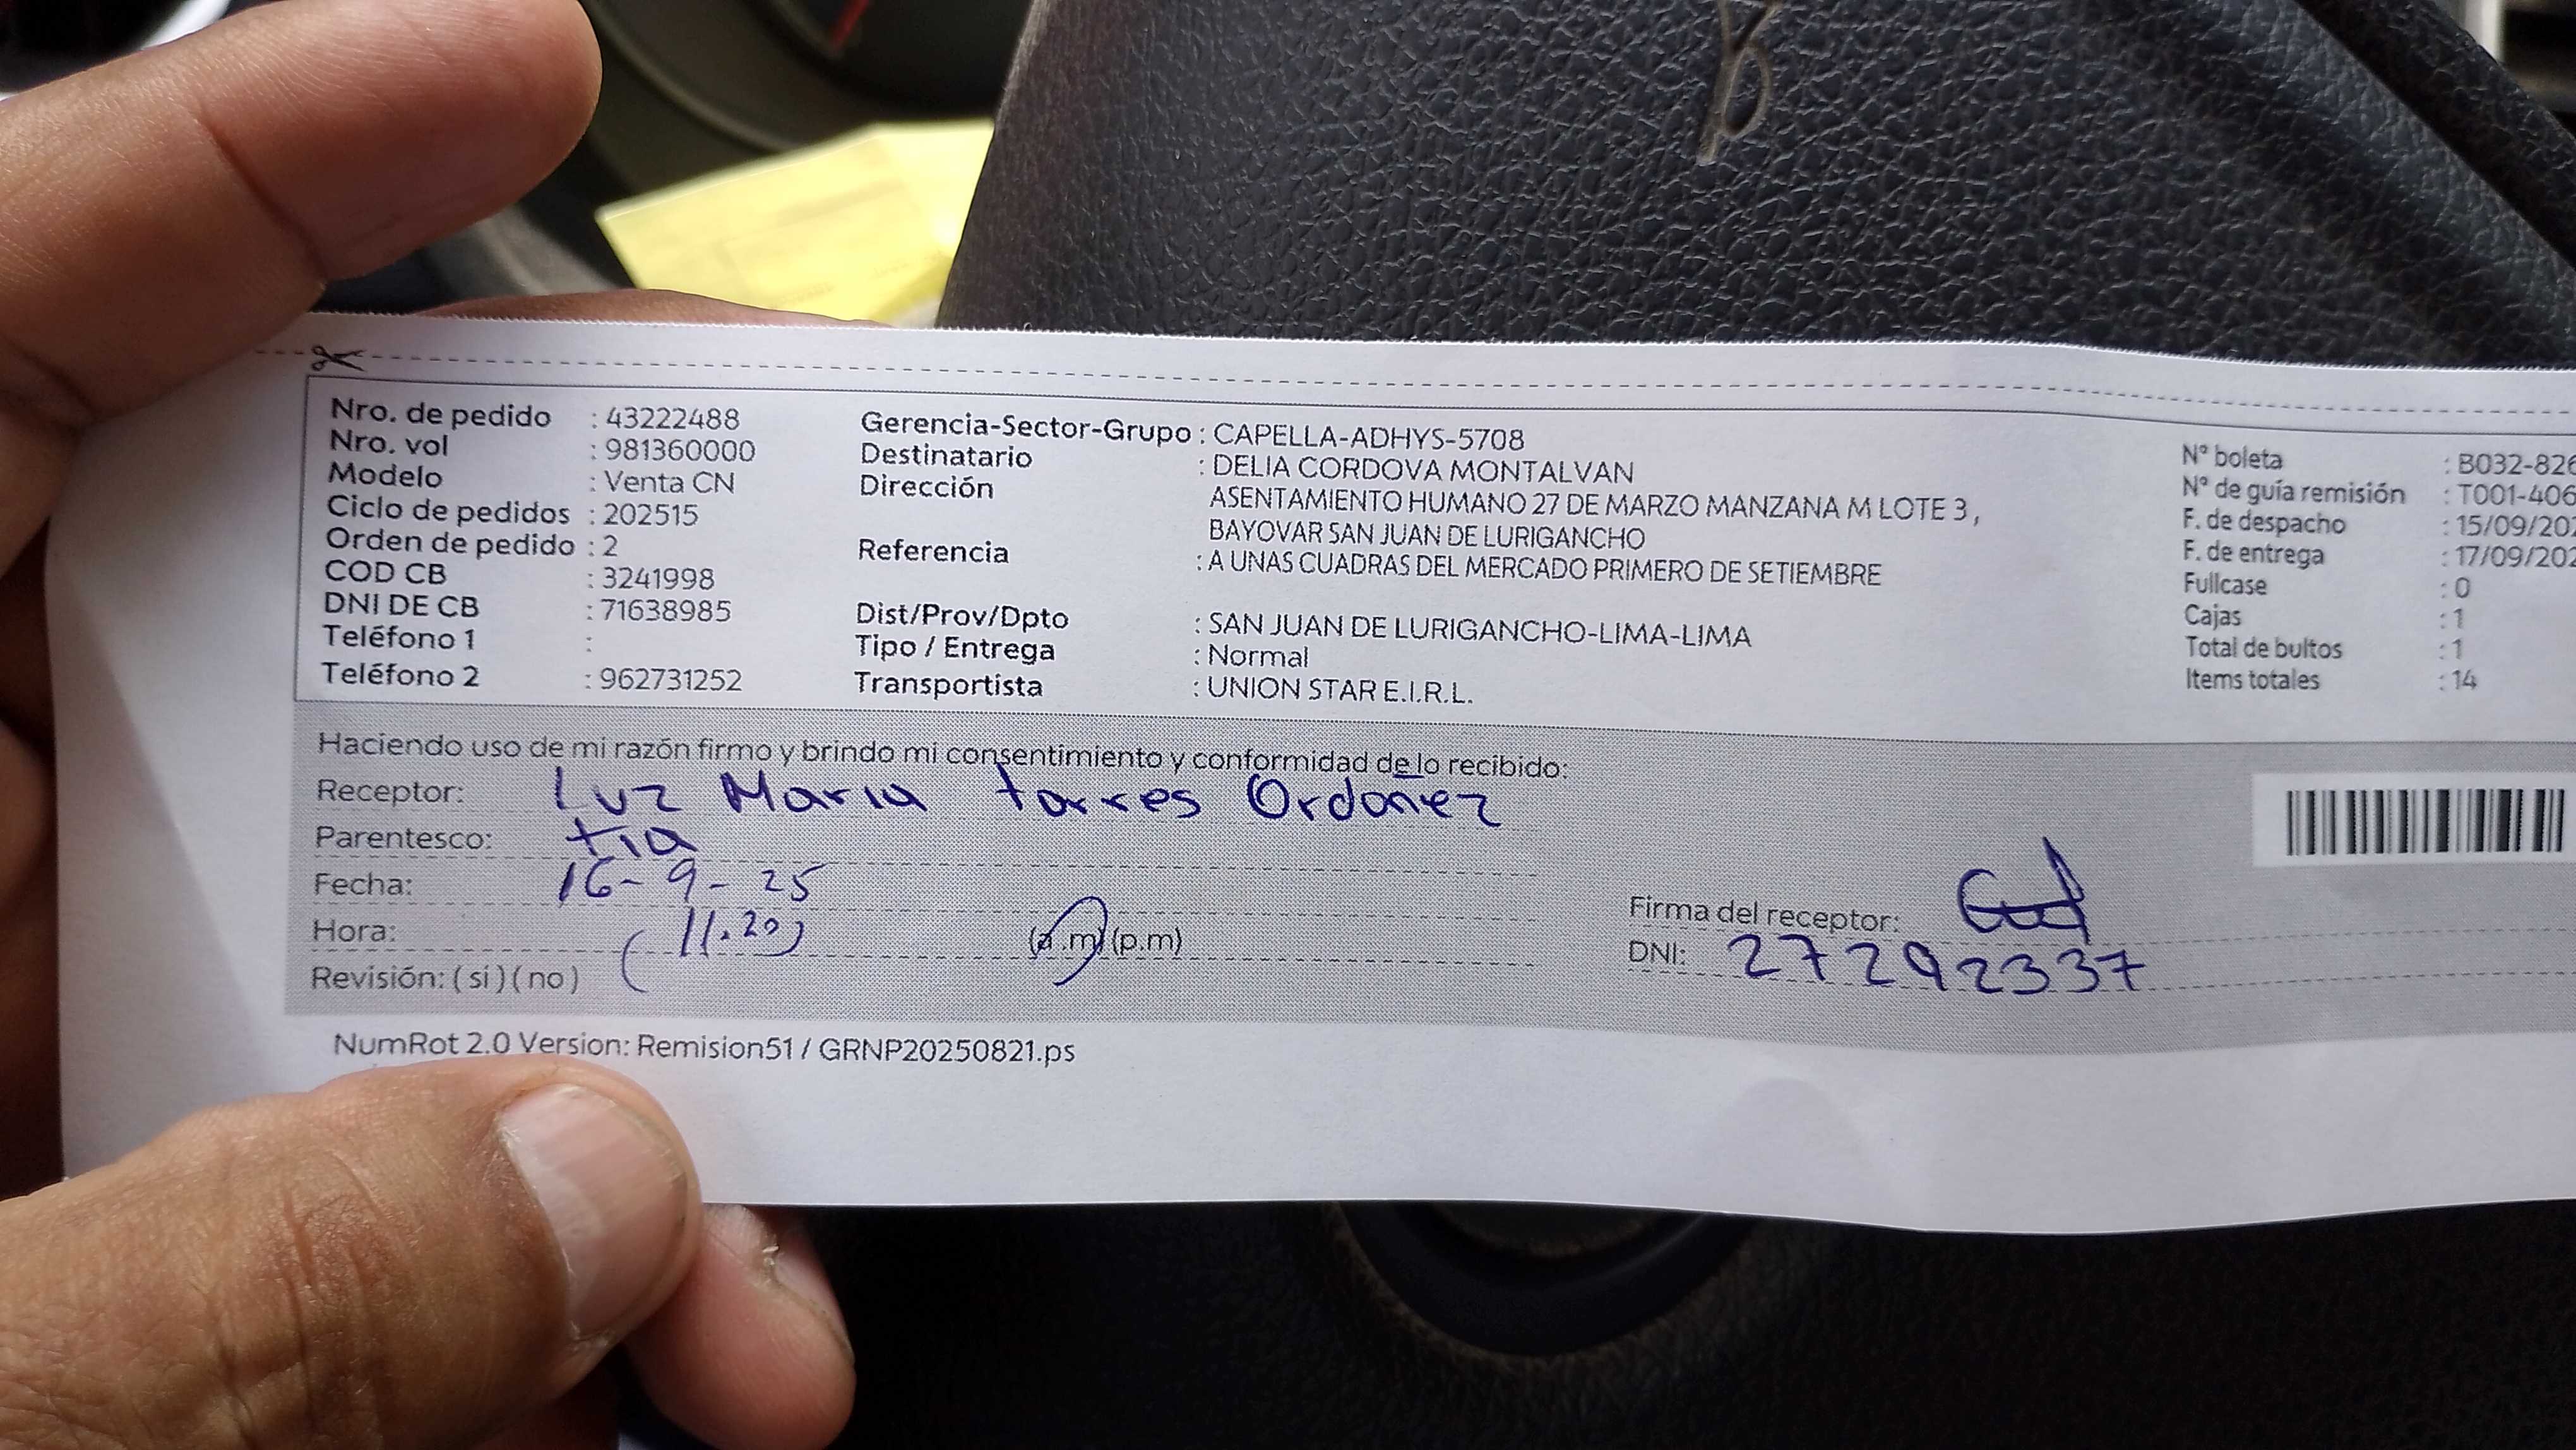 Nro. de pedido : 43222488
Nro. vol : 981360000
Modelo : Venta CN
Ciclo de pedidos : 202515
Orden de pedido : 2
COD CB : 3241998
DNI DE CB : 71638985
Teléfono 1 :
Teléfono 2 : 962731252
Gerencia-Sector-Grupo : CAPELLA-ADHYS-5708
Destinatario : DELIA CORDOVA MONTALVAN
Dirección ASENTAMIENTO HUMANO 27 DE MARZO MANZANA M LOTE 3 ,
BAYOVAR SAN JUAN DE LURIGANCHO
Referencia : A UNAS CUADRAS DEL MERCADO PRIMERO DE SETIEMBRE
Dist/Prov/Dpto : SAN JUAN DE LURIGANCHO-LIMA-LIMA
Tipo / Entrega : Normal
Transportista : UNION STAR E.I.R.L.
N° boleta : B032-826
N° de guía remisión : T001-406
F. de despacho : 15/09/202
F. de entrega : 17/09/202
Fullcase : 0
Cajas : 1
Total de bultos : 1
Items totales : 14
Haciendo uso de mi razón firmo y brindo mi consentimiento y conformidad de lo recibido:
Receptor: Luz Maria torres Ordoñez
Parentesco: tia
Fecha: 16-9-25
Hora: (11.20) (a.m) (p.m)
Revisión: ( si ) ( no )
Firma del receptor:
DNI: 27292337
NumRot 2.0 Version: Remision51 / GRNP20250821.ps